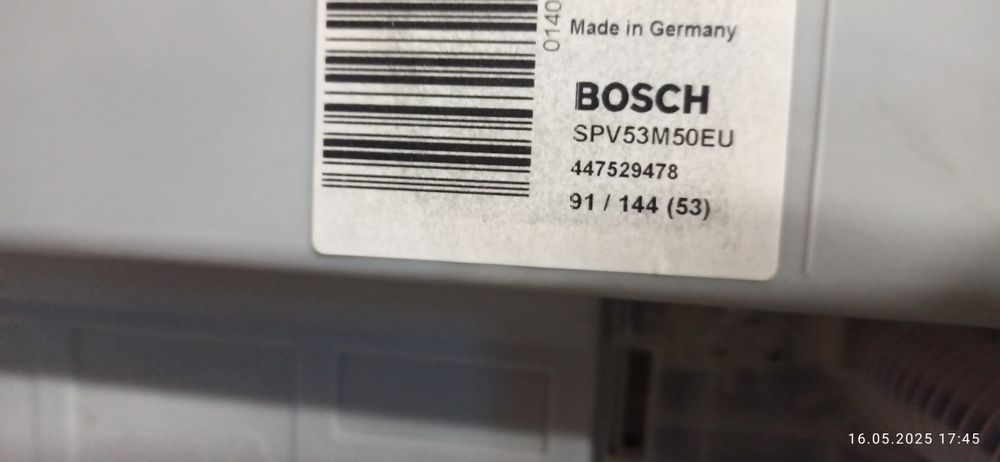 0140
Made in Germany
BOSCH
SPV53M50EU
447529478
91 / 144 (53)
16.05.2025 17:45